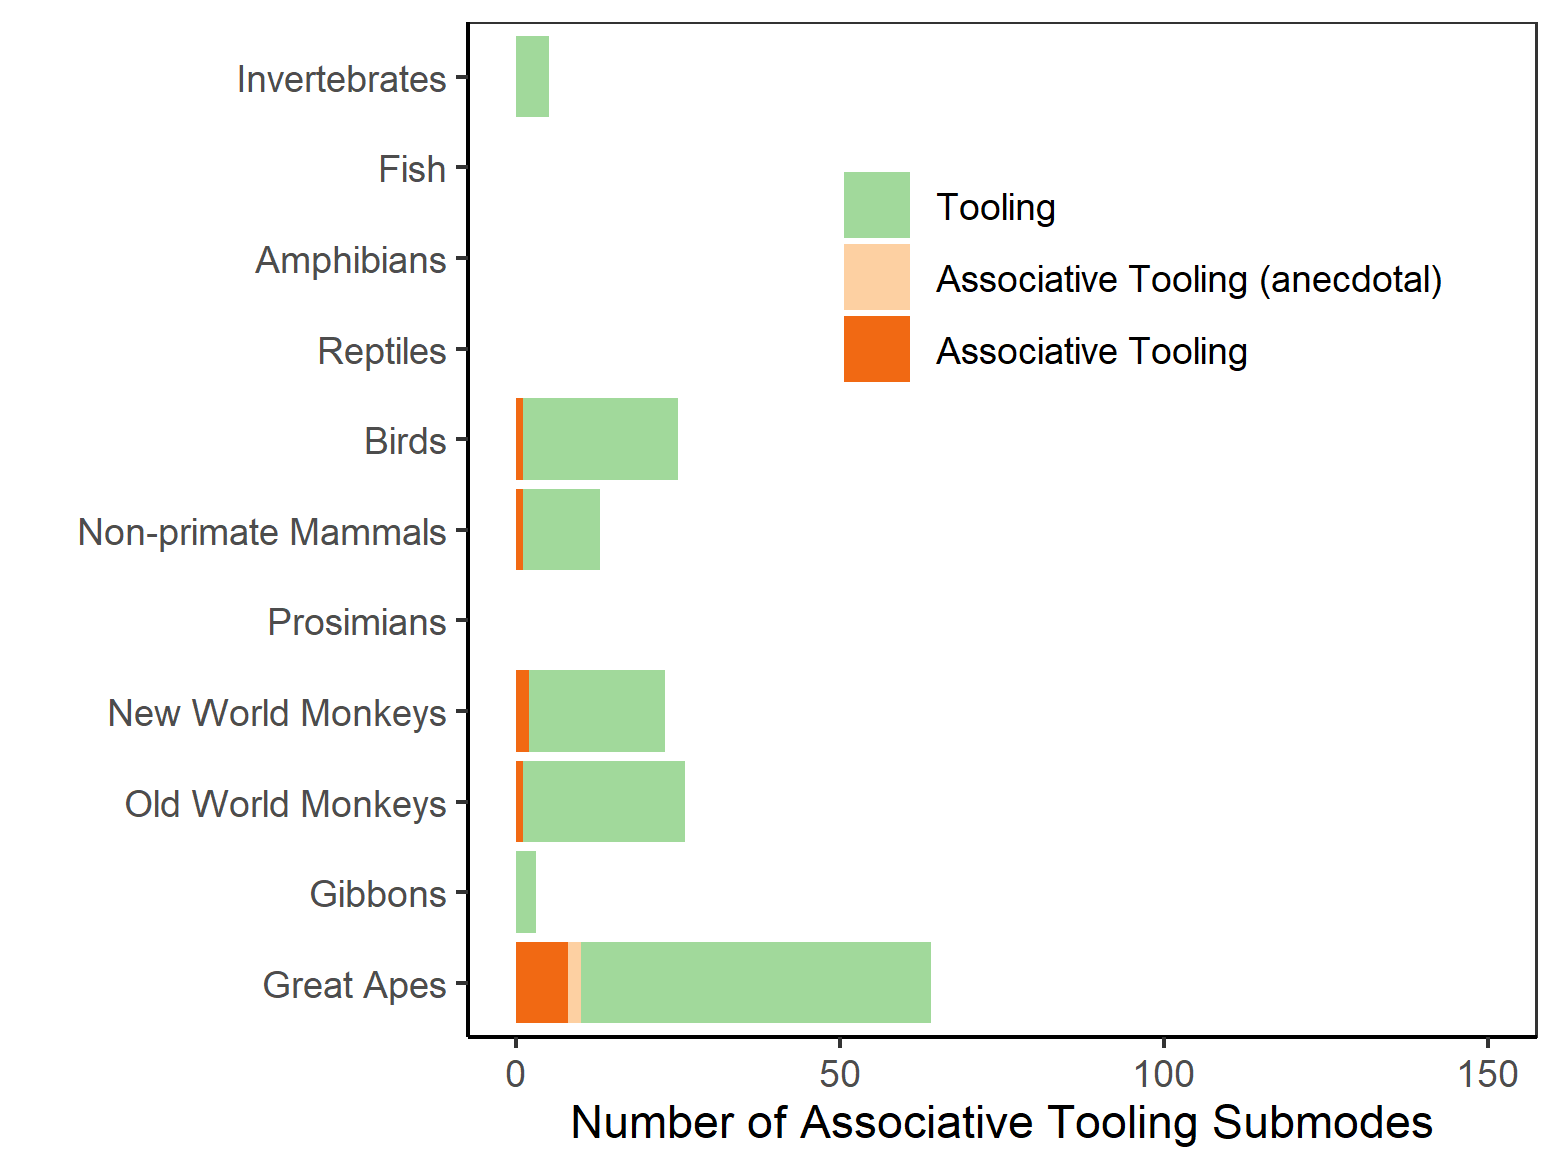 Invertebrates
Fish
Amphibians
Reptiles
Birds
Non-primate Mammals
Prosimians
New World Monkeys
Old World Monkeys
Gibbons
Great Apes
Tooling
Associative Tooling (anecdotal)
Associative Tooling
0 50 100 150
Number of Associative Tooling Submodes